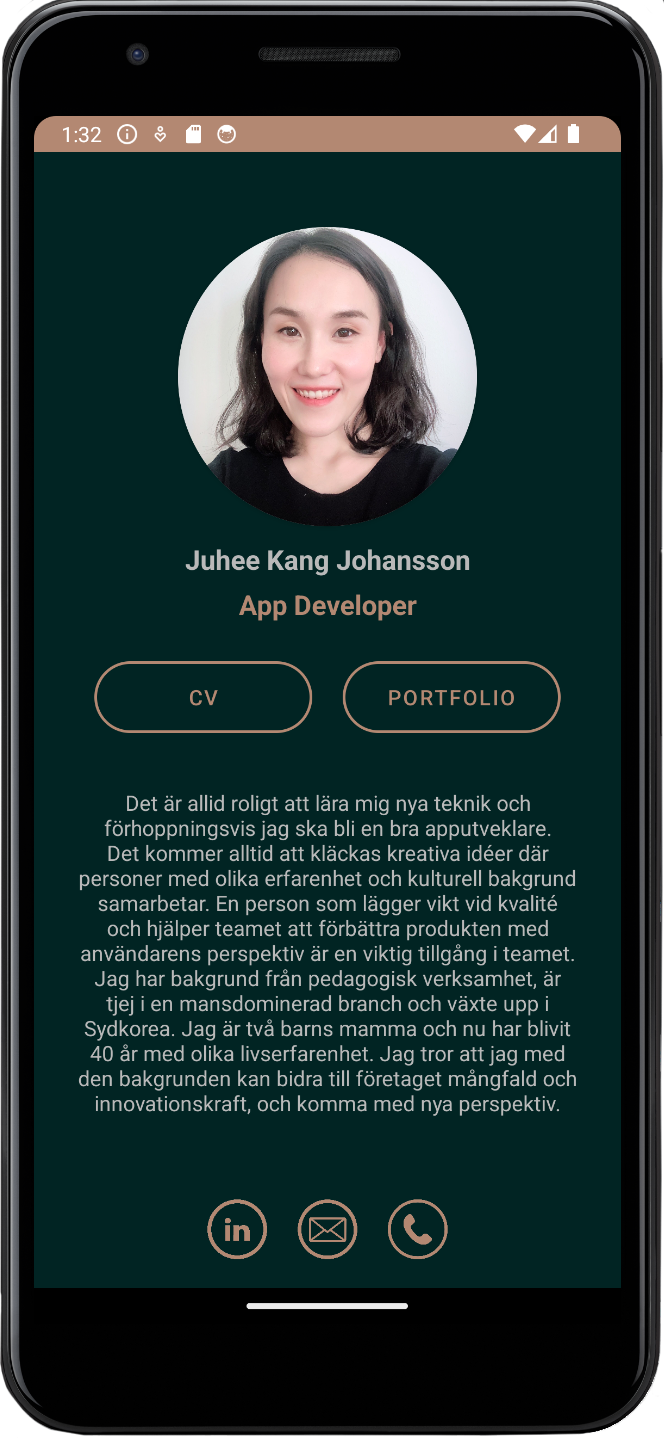 1:32
Juhee Kang Johansson
App Developer
CV
PORTFOLIO
Det är allid roligt att lära mig nya teknik och
förhoppningsvis jag ska bli en bra apputveklare.
Det kommer alltid att kläckas kreativa idéer där
personer med olika erfarenhet och kulturell bakgrund
samarbetar. En person som lägger vikt vid kvalité
och hjälper teamet att förbättra produkten med
användarens perspektiv är en viktig tillgång i teamet.
Jag har bakgrund från pedagogisk verksamhet, är
tjej i en mansdominerad branch och växte upp i
Sydkorea. Jag är två barns mamma och nu har blivit
40 år med olika livserfarenhet. Jag tror att jag med
den bakgrunden kan bidra till företaget mångfald och
innovationskraft, och komma med nya perspektiv.
in